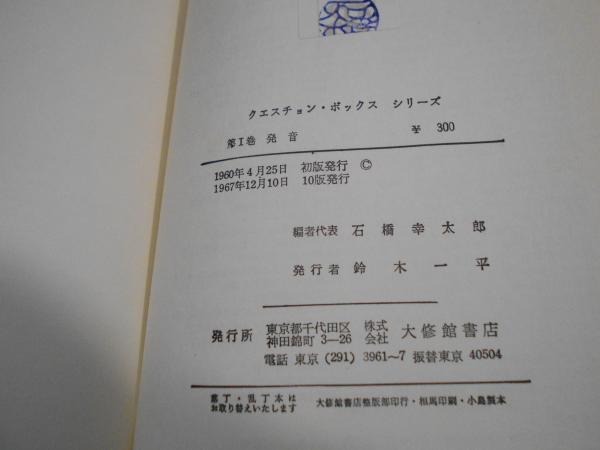 クエスチョン・ボックス シリーズ
第Ⅰ巻 発音 ¥ 300
1960年4月25日 初版発行 ©
1967年12月10日 10版発行
編者代表 石橋幸太郎
発行者 鈴木一平
発行所 東京都千代田区神田錦町3―26 株式会社 大修館書店
電話 東京 (291) 3961～7 振替東京 40504
落丁・乱丁本は
お取り替えいたします
大修館書店整版部印行・相馬印刷・小島製本